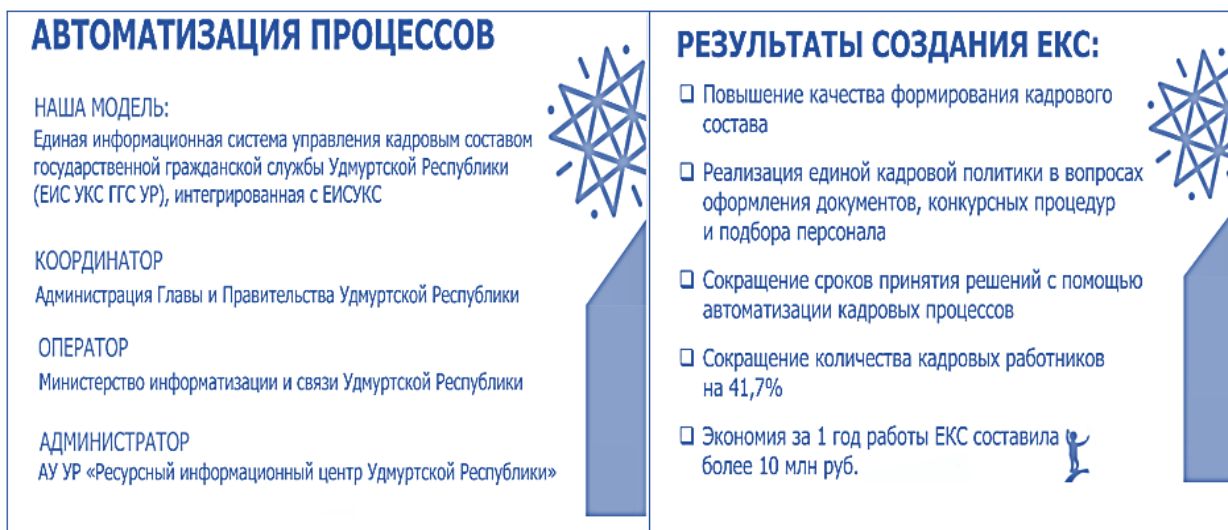 АВТОМАТИЗАЦИЯ ПРОЦЕССОВ
НАША МОДЕЛЬ:
Единая информационная система управления кадровым составом
государственной гражданской службы Удмуртской Республики
(ЕИС УКС ГГС УР), интегрированная с ЕИСУКС
КООРДИНАТОР
Администрация Главы и Правительства Удмуртской Республики
ОПЕРАТОР
Министерство информатизации и связи Удмуртской Республики
АДМИНИСТРАТОР
АУ УР «Ресурсный информационный центр Удмуртской Республики»
РЕЗУЛЬТАТЫ СОЗДАНИЯ ЕКС:
Повышение качества формирования кадрового
состава
Реализация единой кадровой политики в вопросах
оформления документов, конкурсных процедур
и подбора персонала
Сокращение сроков принятия решений с помощью
автоматизации кадровых процессов
Сокращение количества кадровых работников
на 41,7%
Экономия за 1 год работы ЕКС составила
более 10 млн руб.